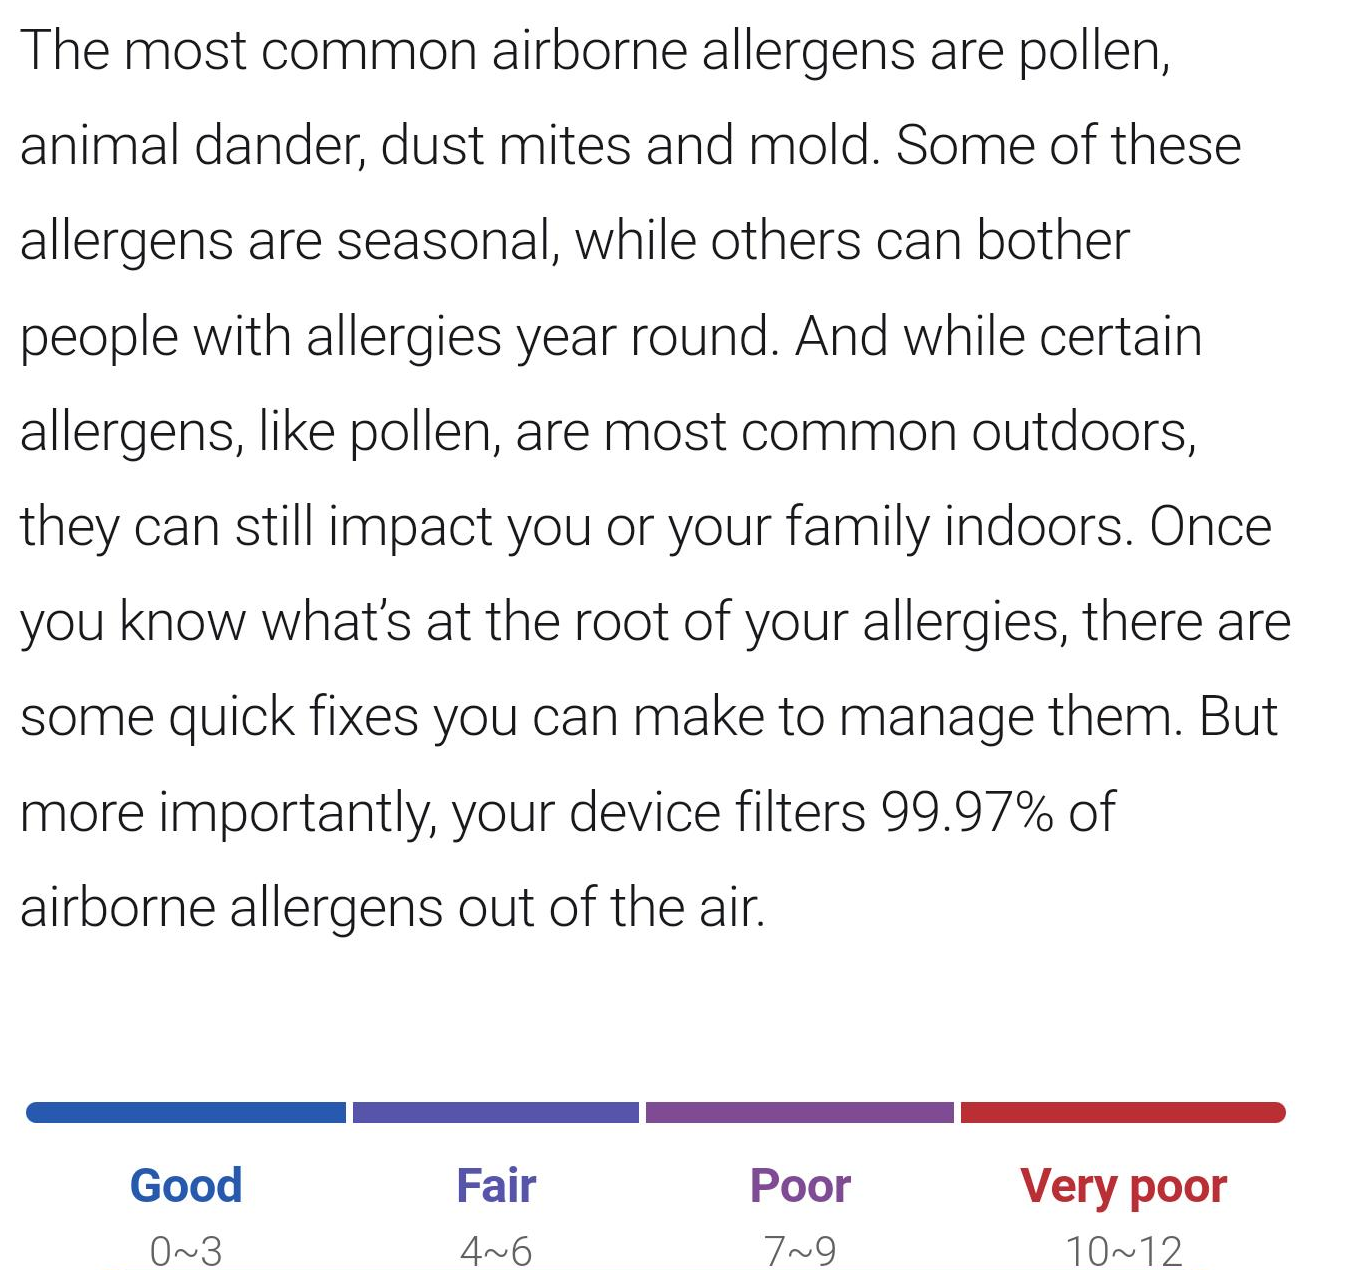 The most common airborne allergens are pollen,
animal dander, dust mites and mold. Some of these
allergens are seasonal, while others can bother
people with allergies year round. And while certain
allergens, like pollen, are most common outdoors,
they can still impact you or your family indoors. Once
you know what’s at the root of your allergies, there are
some quick fixes you can make to manage them. But
more importantly, your device filters 99.97% of
airborne allergens out of the air.
Good Fair Poor Very poor
0~3 4~6 7~9 10~12